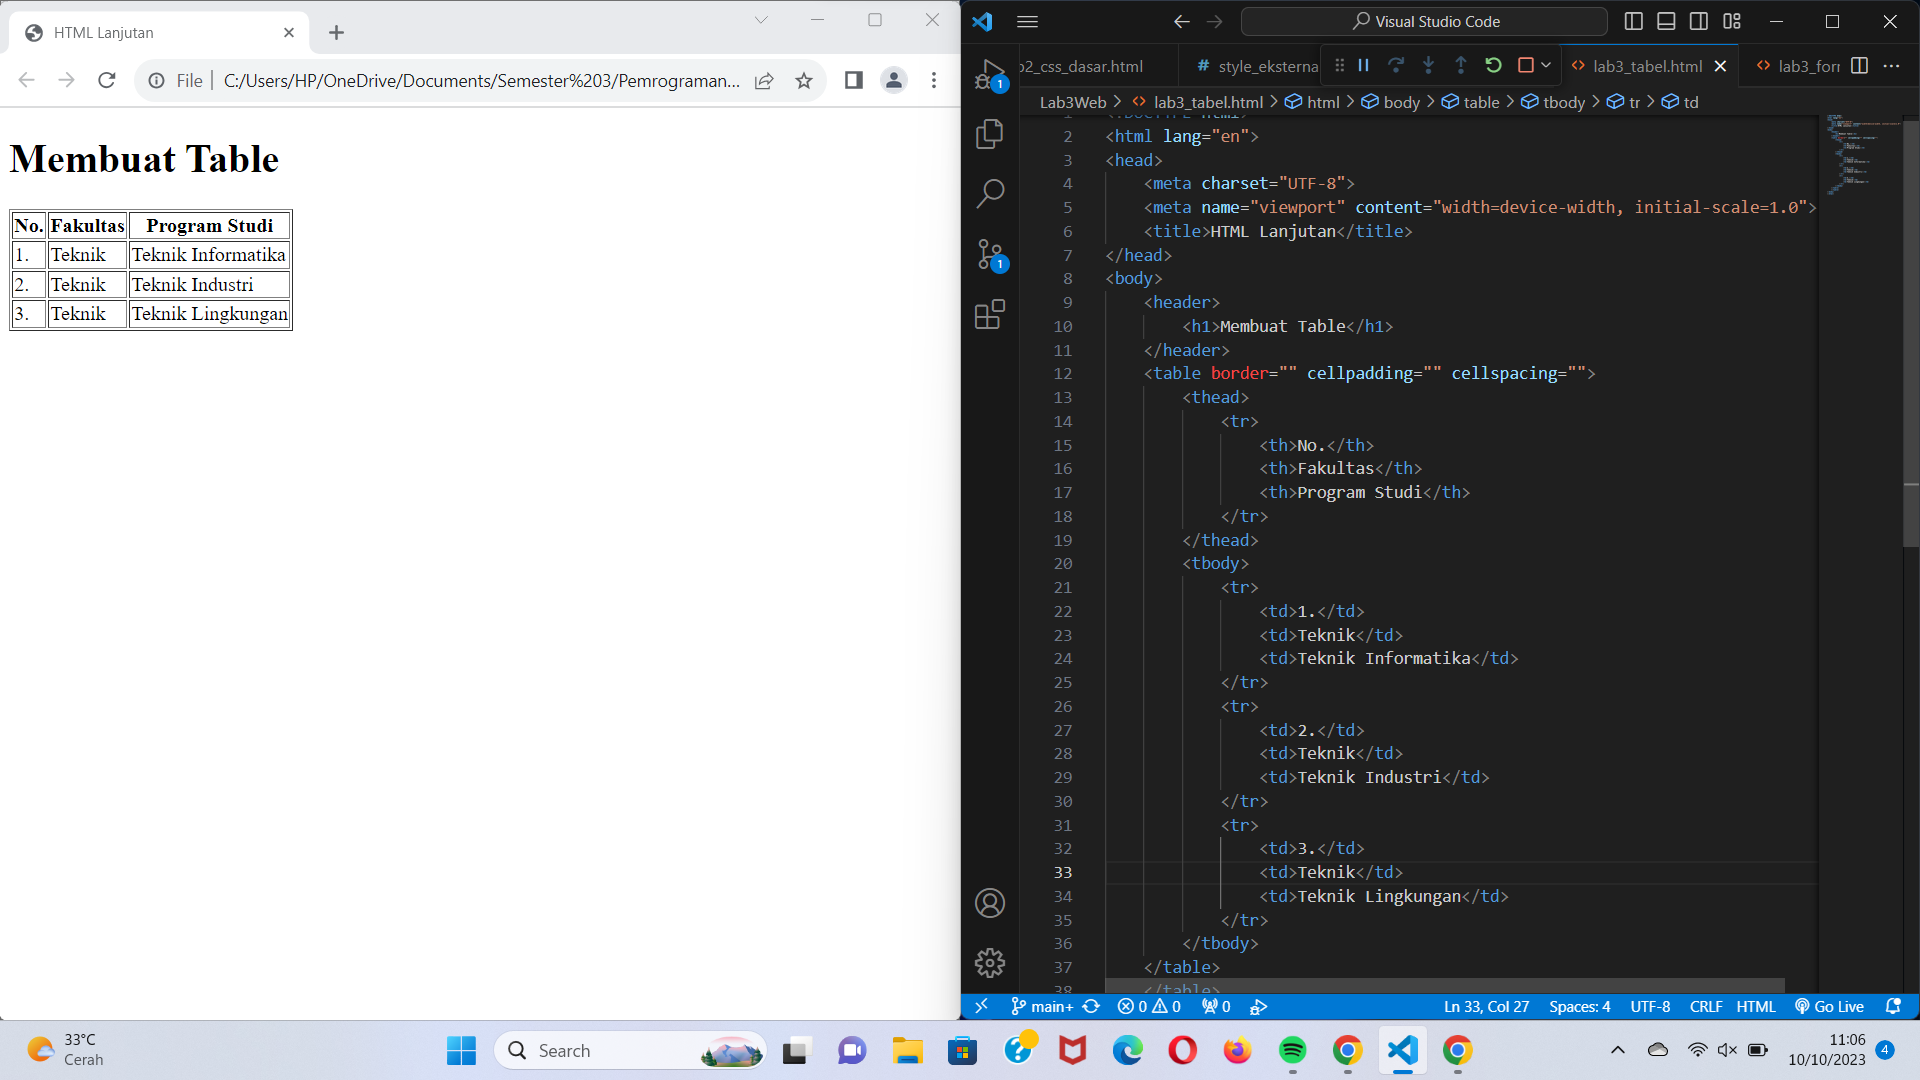 HTML Lanjutan
File
C:/Users/HP/OneDrive/Documents/Semester%203/Pemrograman...
Membuat Table
No. Fakultas Program Studi
1. Teknik Teknik Informatika
2. Teknik Teknik Industri
3. Teknik Teknik Lingkungan
Visual Studio Code
1
1
# style_eksterna
lab3_tabel.html
Lab3Web > lab3_tabel.html > html > body > table > tbody > tr > td
2 <html lang="en">
3 <head>
4 <meta charset="UTF-8">
5 <meta name="viewport" content="width=device-width, initial-scale=1.0">
6 <title>HTML Lanjutan</title>
7 </head>
8 <body>
9 <header>
10 <h1>Membuat Table</h1>
11 </header>
12 <table border="" cellpadding="" cellspacing="">
13 <thead>
14 <tr>
15 <th>No.</th>
16 <th>Fakultas</th>
17 <th>Program Studi</th>
18 </tr>
19 </thead>
20 <tbody>
21 <tr>
22 <td>1.</td>
23 <td>Teknik</td>
24 <td>Teknik Informatika</td>
25 </tr>
26 <tr>
27 <td>2.</td>
28 <td>Teknik</td>
29 <td>Teknik Industri</td>
30 </tr>
31 <tr>
32 <td>3.</td>
33 <td>Teknik</td>
34 <td>Teknik Lingkungan</td>
35 </tr>
36 </tbody>
37 </table>
38 </table>
main+ 0 0 0 Ln 33, Col 27 Spaces: 4 UTF-8 CRLF HTML Go Live
33°C
Cerah
Search
11:06
10/10/2023
4